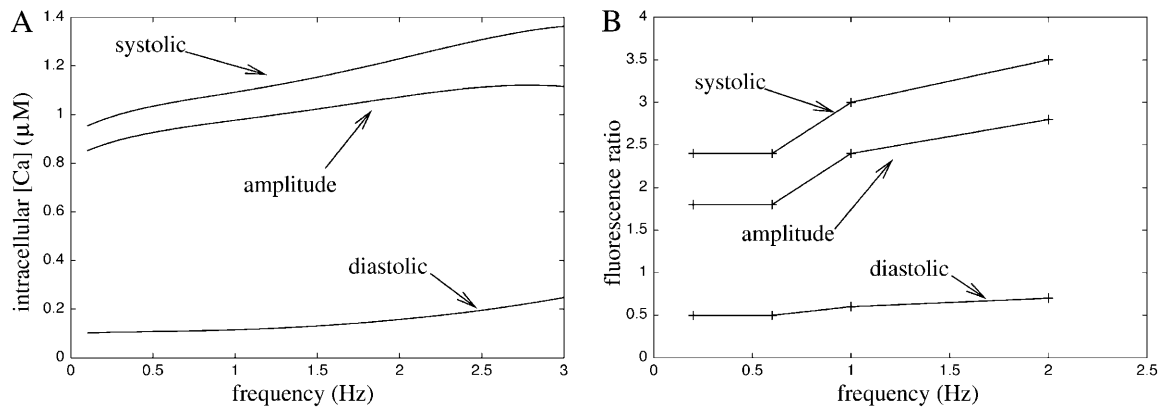 A
intracellular [Ca] (µM)
1.4
1.2
1
0.8
0.6
0.4
0.2
0
systolic
amplitude
diastolic
0 0.5 1 1.5 2 2.5 3
frequency (Hz)
B
fluorescence ratio
4
3.5
3
2.5
2
1.5
1
0.5
0
systolic
amplitude
diastolic
0 0.5 1 1.5 2 2.5
frequency (Hz)